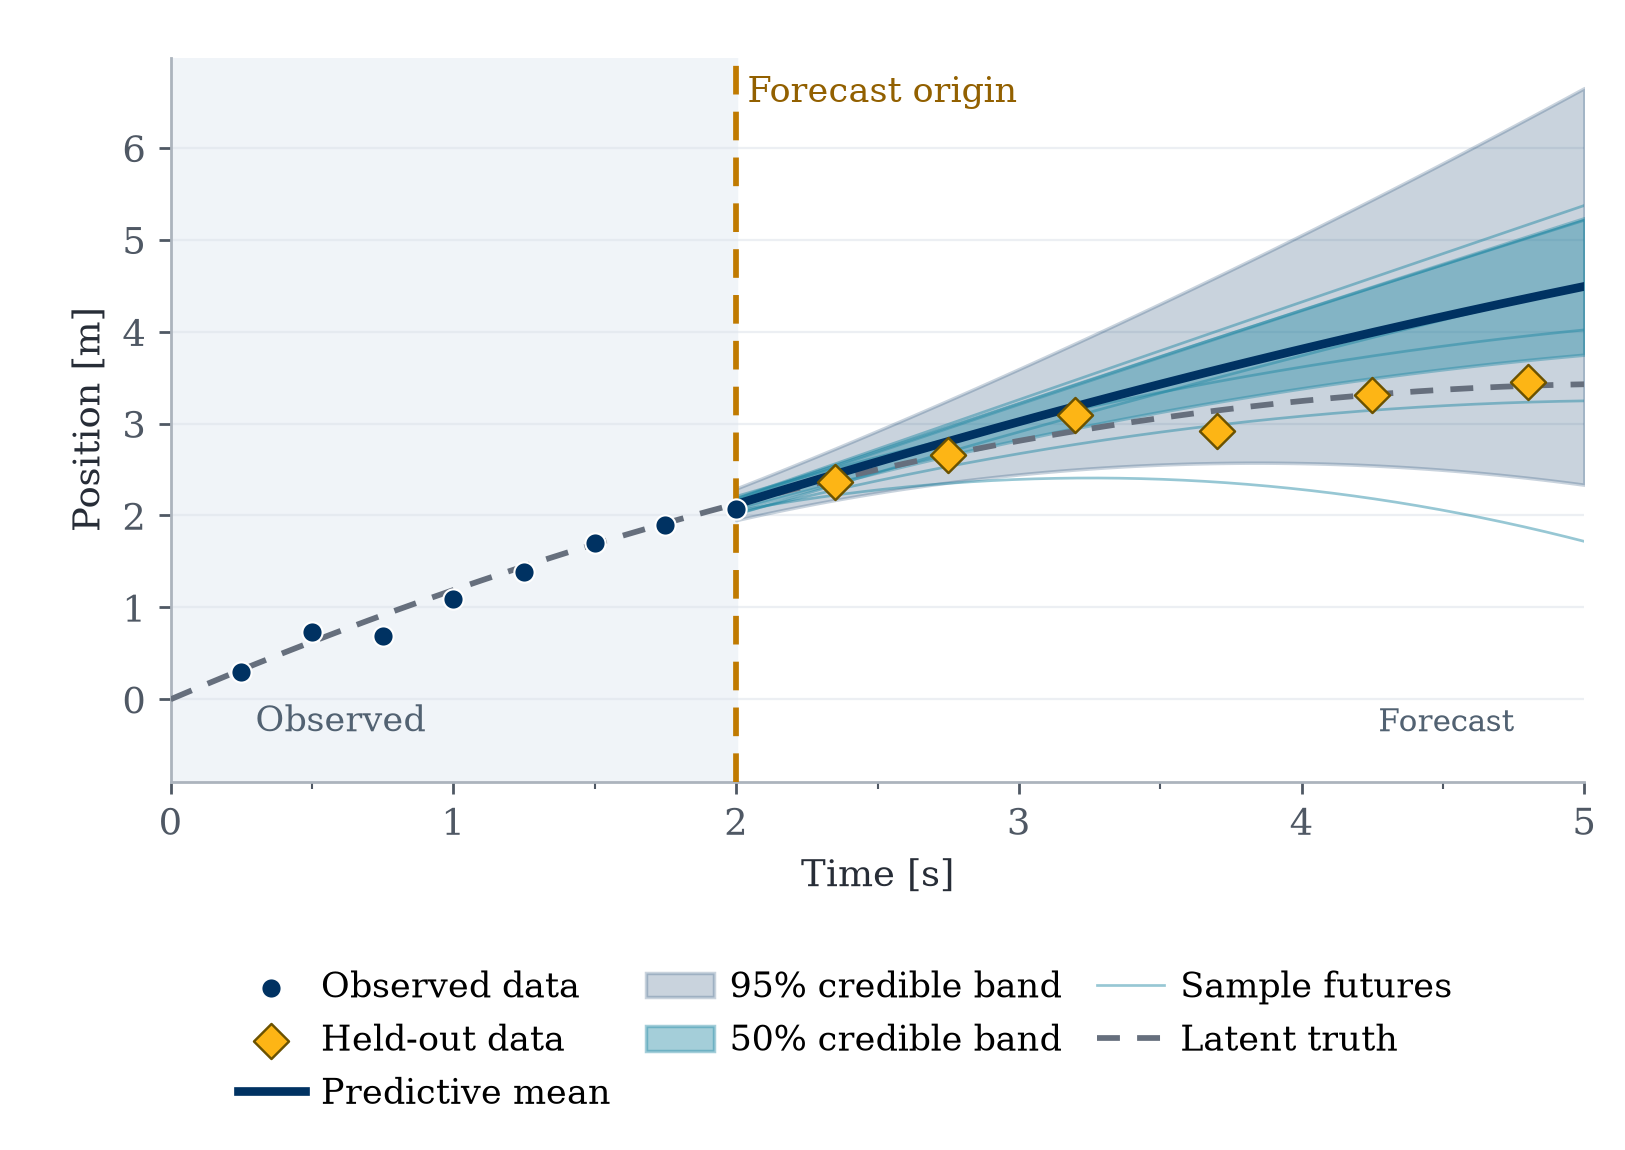 Forecast origin
6
5
4
3
2
1
0
Position [m]
Observed
Forecast
0 1 2 3 4 5
Time [s]
Observed data
Held-out data
Predictive mean
95% credible band
50% credible band
Sample futures
Latent truth